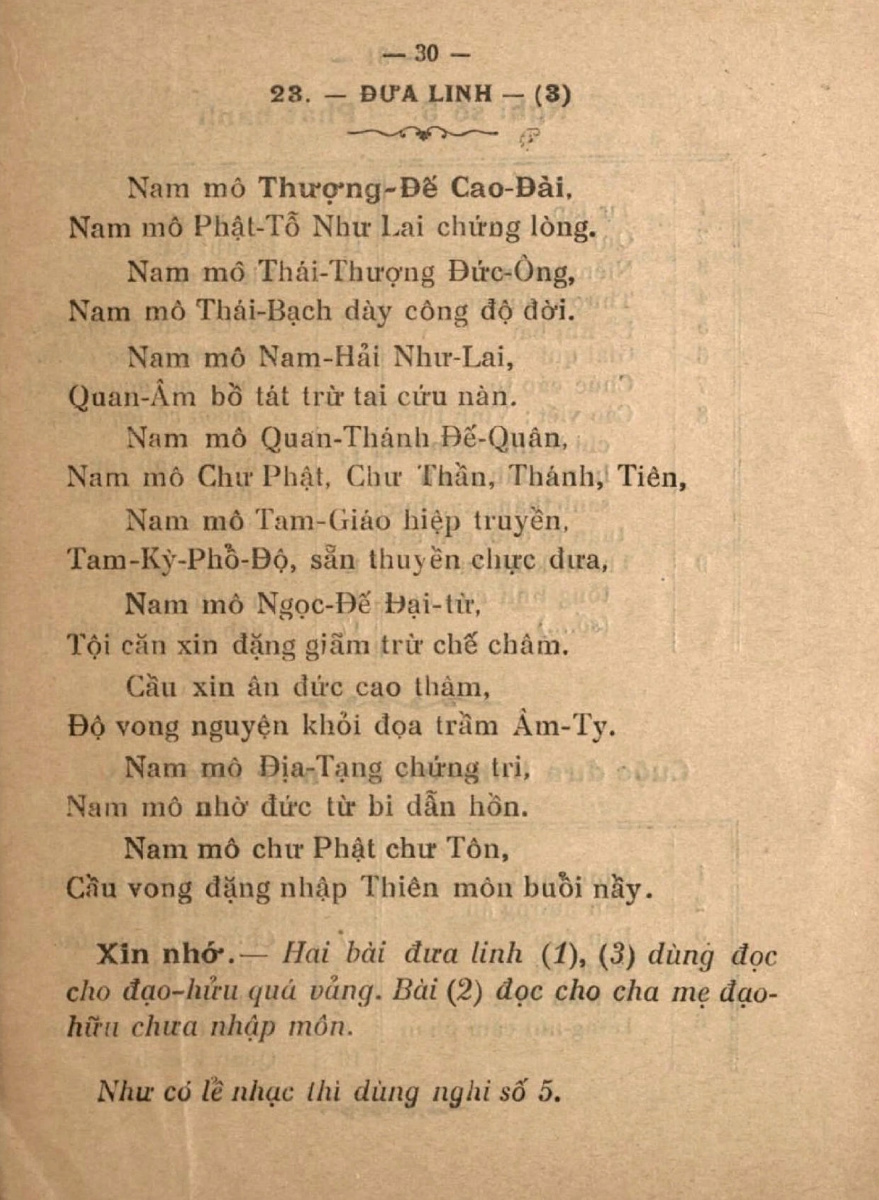 — 30 —
23. — ĐƯA LINH — (3)
Nam mô Thượng-Đế Cao-Đài,
Nam mô Phật-Tổ Như Lai chứng lòng.
Nam mô Thái-Thượng Đức-Ông,
Nam mô Thái-Bạch dày công độ đời.
Nam mô Nam-Hải Như-Lai,
Quan-Âm bồ tát trừ tai cứu nàn.
Nam mô Quan-Thánh Đế-Quân,
Nam mô Chư Phật, Chư Thần, Thánh, Tiên,
Nam mô Tam-Giáo hiệp truyền,
Tam-Kỳ-Phổ-Độ, sẵn thuyền chực đưa,
Nam mô Ngọc-Đế Đại-từ,
Tội căn xin đặng giãm trừ chế châm.
Cầu xin ân đức cao thậm,
Độ vong nguyện khỏi đọa trầm Âm-Ty.
Nam mô Địa-Tạng chứng tri,
Nam mô nhờ đức từ bi dẫn hồn.
Nam mô chư Phật chư Tôn,
Cầu vong đặng nhập Thiên môn buổi nầy.
Xin nhớ.— Hai bài đưa linh (1), (3) dùng đọc
cho đạo-hửu quá vảng. Bài (2) đọc cho cha mẹ đạo-
hữu chưa nhập môn.
Như có lề nhạc thì dùng nghi số 5.